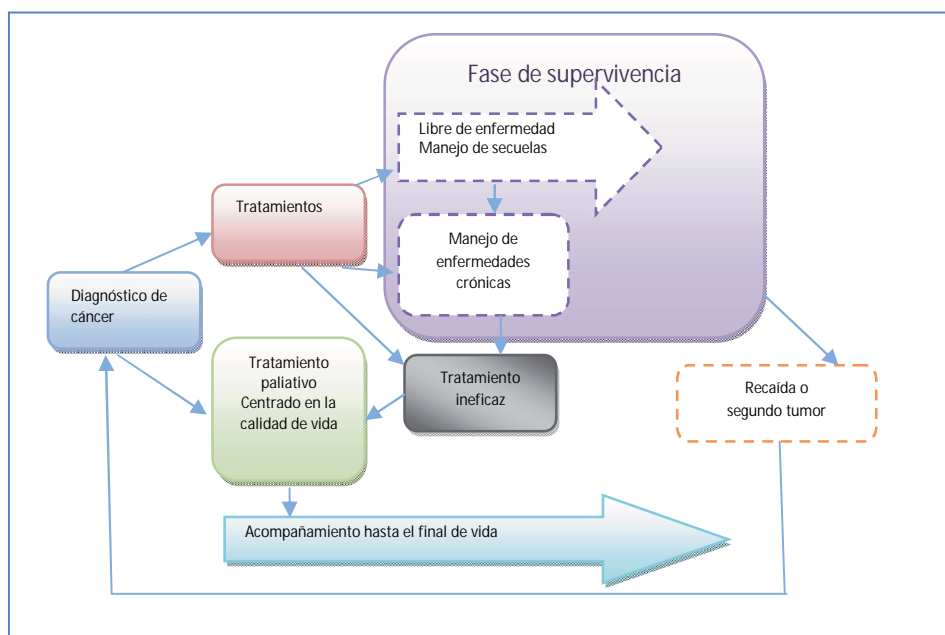 Fase de supervivencia
Libre de enfermedad
Manejo de secuelas
Tratamientos
Manejo de
enfermedades
crónicas
Diagnóstico de
cáncer
Tratamiento
paliativo
Centrado en la
calidad de vida
Tratamiento
ineficaz
Recaída o
segundo tumor
Acompañamiento hasta el final de vida